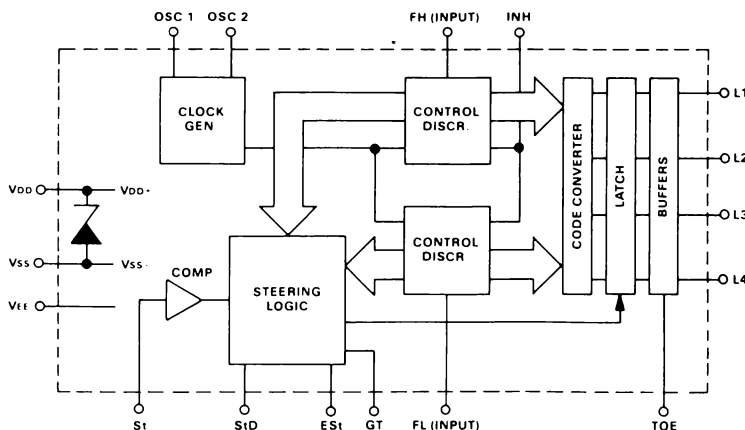 OSC 1 OSC 2 FH (INPUT) INH
CLOCK
GEN
CONTROL
DISCR.
CODE CONVERTER
LATCH
BUFFERS
L1
L2
L3
L4
VDD VDD
VSS VSS
VEE
COMP
STEERING
LOGIC
CONTROL
DISCR
St StD ESt GT FL (INPUT) TOE